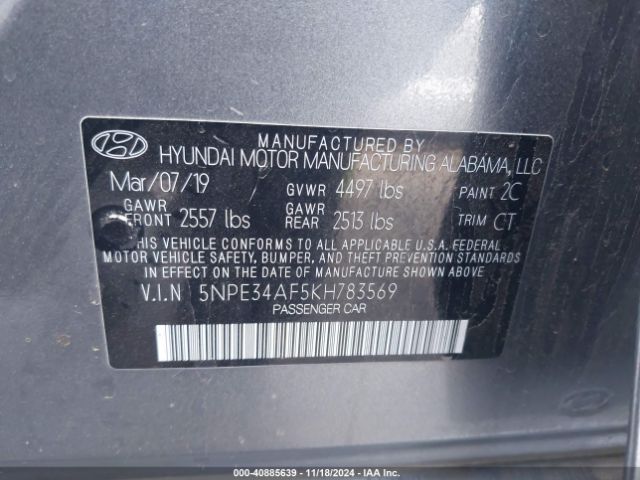 MANUFACTURED BY
HYUNDAI MOTOR MANUFACTURING ALABAMA, LLC
Mar/07/19 GVWR 4497 lbs PAINT 2C
GAWR FRONT 2557 lbs GAWR REAR 2513 lbs TRIM CT
THIS VEHICLE CONFORMS TO ALL APPLICABLE U.S.A. FEDERAL
MOTOR VEHICLE SAFETY, BUMPER, AND THEFT PREVENTION STANDARDS
IN EFFECT ON THE DATE OF MANUFACTURE SHOWN ABOVE.
V.I.N 5NPE34AF5KH783569
PASSENGER CAR
000-40885639 - 11/18/2024 - IAA Inc.